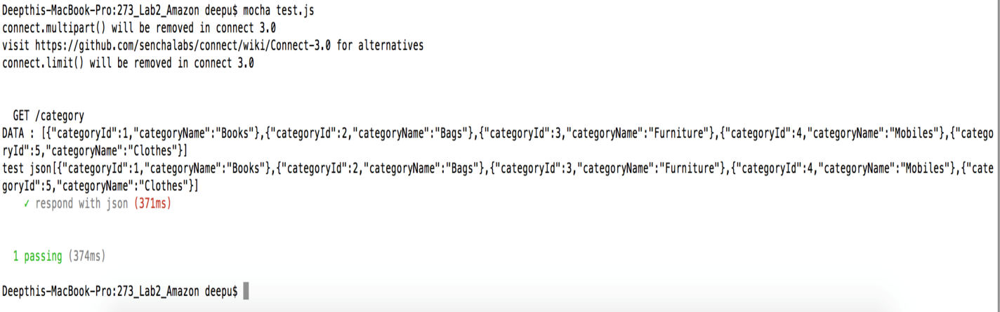 Deepthis-MacBook-Pro:273_Lab2_Amazon deepu$ mocha test.js
connect.multipart() will be removed in connect 3.0
visit https://github.com/senchalabs/connect/wiki/Connect-3.0 for alternatives
connect.limit() will be removed in connect 3.0
GET /category
DATA : [{"categoryId":1,"categoryName":"Books"},{"categoryId":2,"categoryName":"Bags"},{"categoryId":3,"categoryName":"Furniture"},{"categoryId":4,"categoryName":"Mobiles"},{"catego
ryId":5,"categoryName":"Clothes"}]
test json[{"categoryId":1,"categoryName":"Books"},{"categoryId":2,"categoryName":"Bags"},{"categoryId":3,"categoryName":"Furniture"},{"categoryId":4,"categoryName":"Mobiles"},{"cate
goryId":5,"categoryName":"Clothes"}]
✓ respond with json (371ms)
1 passing (374ms)
Deepthis-MacBook-Pro:273_Lab2_Amazon deepu$